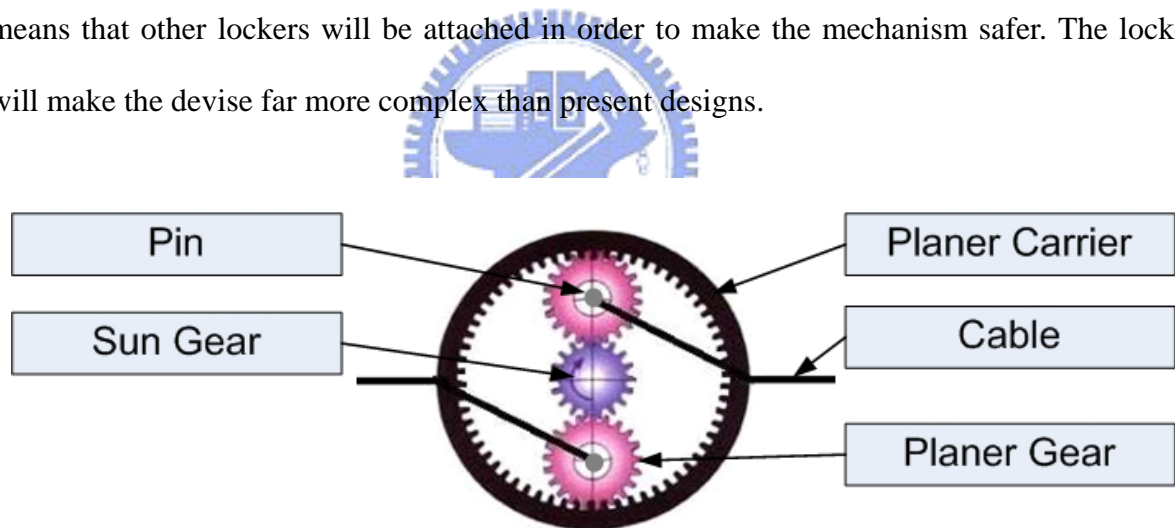 means that other lockers will be attached in order to make the mechanism safer. The lock
will make the devise far more complex than present designs.
Pin
Planer Carrier
Sun Gear
Cable
Planer Gear